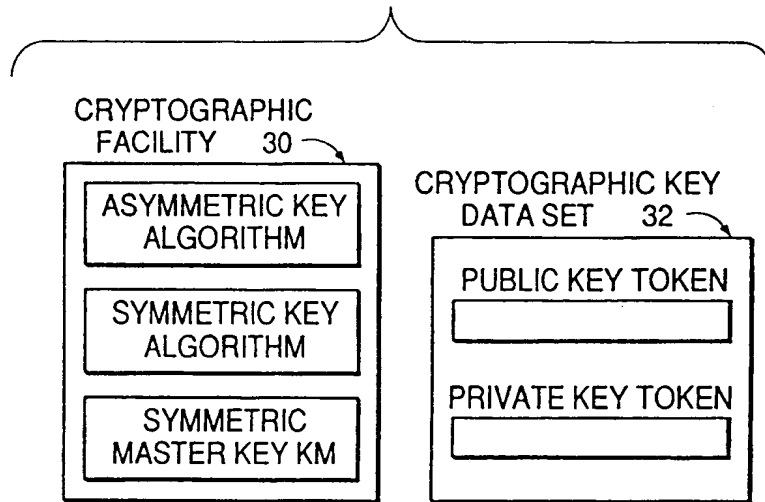 CRYPTOGRAPHIC
FACILITY 30
ASYMMETRIC KEY
ALGORITHM
SYMMETRIC KEY
ALGORITHM
SYMMETRIC
MASTER KEY KM
CRYPTOGRAPHIC KEY
DATA SET 32
PUBLIC KEY TOKEN
PRIVATE KEY TOKEN